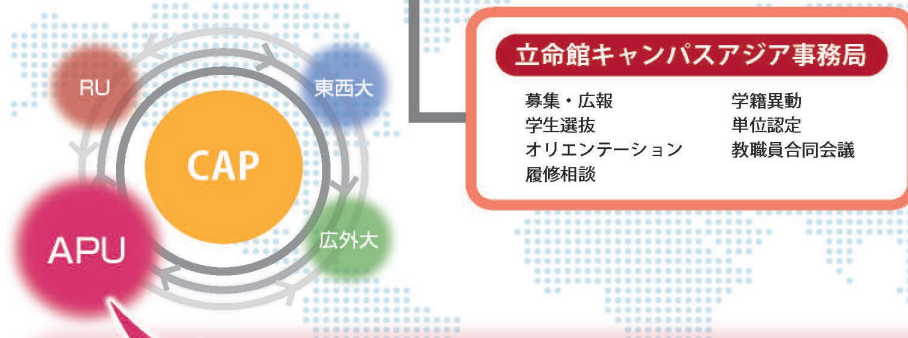 RU
東西大
CAP
APU
広外大
立命館キャンパスアジア事務局
募集・広報
学生選抜
オリエンテーション
履修相談
学籍異動
単位認定
教職員合同会議